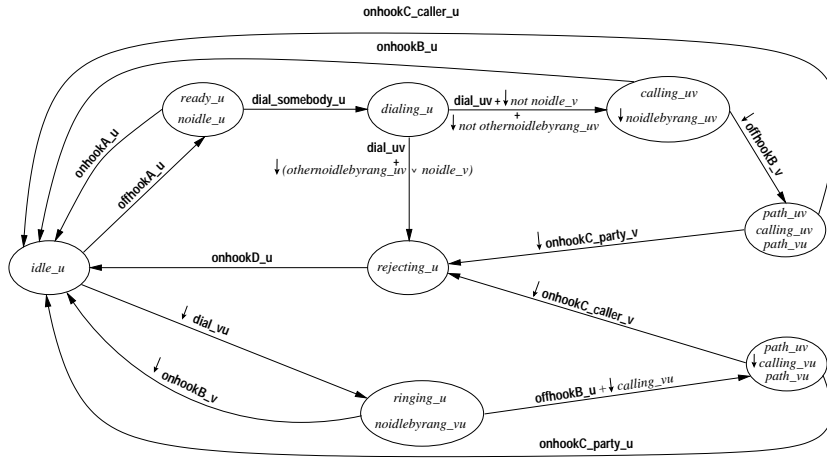 onhookC_caller_u
onhookB_u
ready_u
noidle_u
dial_somebody_u
dialing_u
dial_uv + ↓ not noidle_v
+
↓ not othernoidlebyrang_uv
calling_uv
↓ noidlebyrang_uv
onhookA_u
offhookA_u
dial_uv
+
↓ (othernoidlebyrang_uv ∨ noidle_v)
↓ offhookB_v
path_uv
calling_uv
path_vu
↓ onhookC_party_v
idle_u
onhookD_u
rejecting_u
↓ dial_vu
↓ onhookC_caller_v
↓ onhookB_v
path_uv
↓ calling_vu
path_vu
ringing_u
noidlebyrang_vu
offhookB_u + ↓ calling_vu
onhookC_party_u